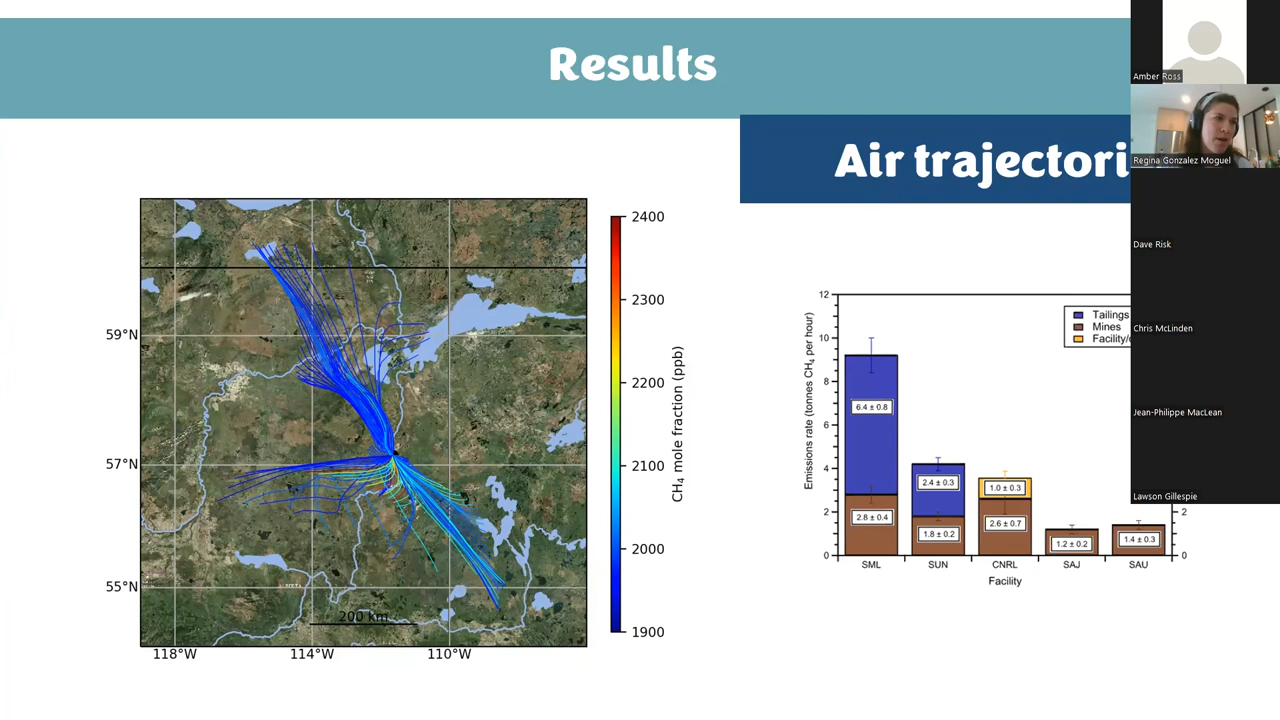 Results
Air trajectori
59°N
57°N
55°N
118°W
114°W
110°W
200 km
2400
2300
2200
2100
2000
1900
CH₄ mole fraction (ppb)
Emissions rate (tonnes CH₄ per hour)
12
10
8
6
4
2
0
Tailings
Mines
Facility/
6.4 ± 0.8
2.8 ± 0.4
2.4 ± 0.3
1.8 ± 0.2
1.0 ± 0.3
2.6 ± 0.7
1.2 ± 0.2
1.4 ± 0.3
2
0
SML
SUN
CNRL
SAJ
SAU
Facility
Amber Ross
Regina Gonzalez Moguel
Dave Risk
Chris McLinden
Jean-Philippe MacLean
Lawson Gillespie